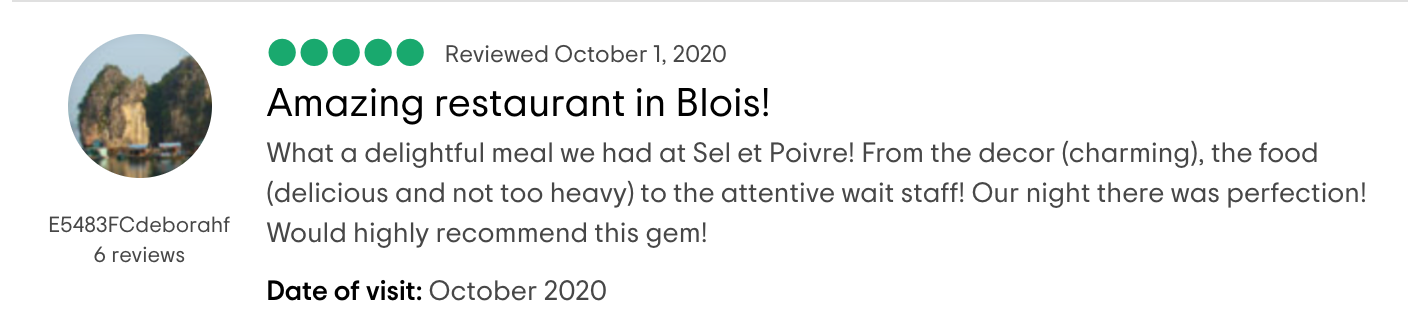 Reviewed October 1, 2020
Amazing restaurant in Blois!
What a delightful meal we had at Sel et Poivre! From the decor (charming), the food
(delicious and not too heavy) to the attentive wait staff! Our night there was perfection!
Would highly recommend this gem!
E5483FCdeborahf
6 reviews
Date of visit: October 2020